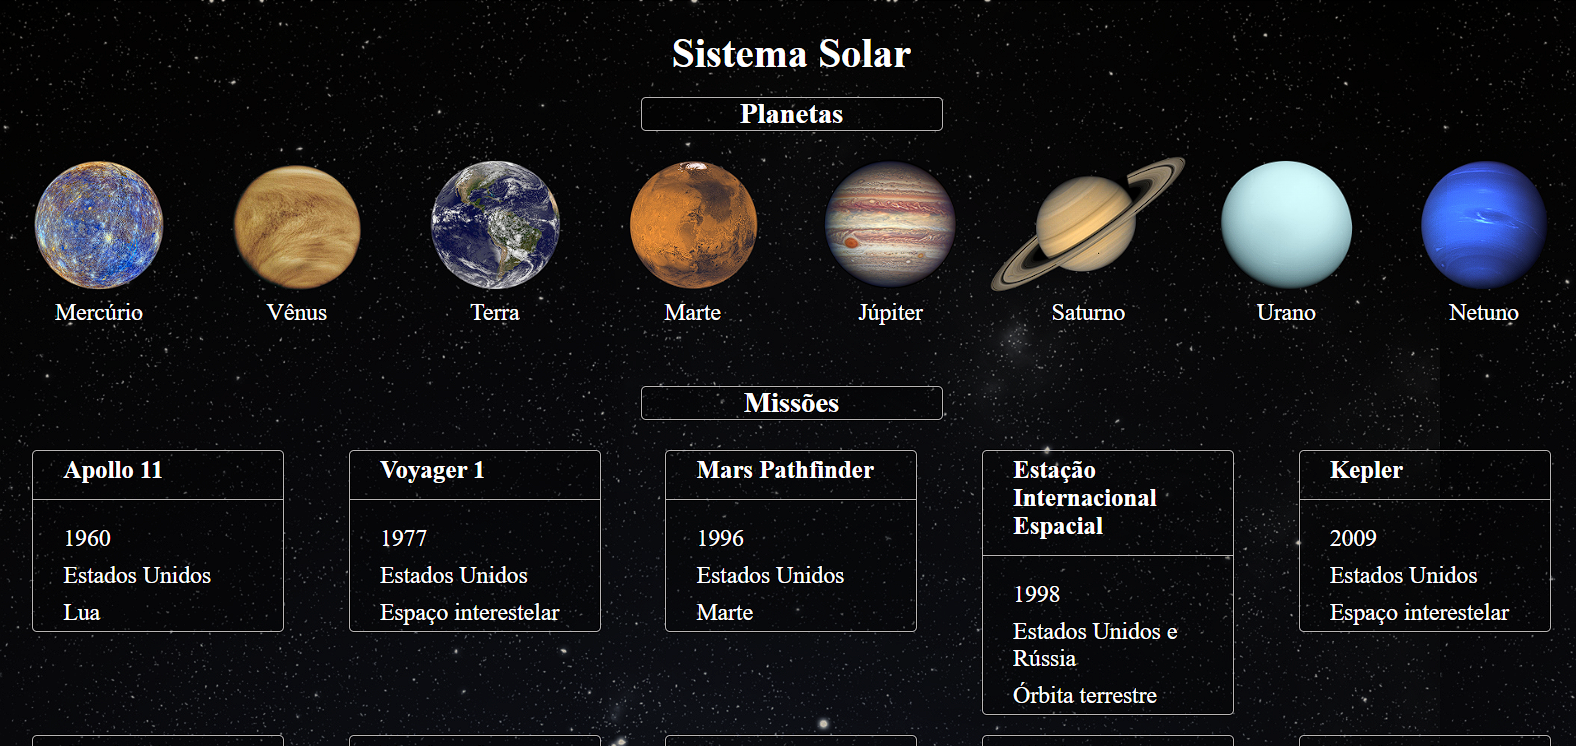 Sistema Solar
Planetas
Mercúrio
Vênus
Terra
Marte
Júpiter
Saturno
Urano
Netuno
Missões
Apollo 11
1960
Estados Unidos
Lua
Voyager 1
1977
Estados Unidos
Espaço interestelar
Mars Pathfinder
1996
Estados Unidos
Marte
Estação
Internacional
Espacial
1998
Estados Unidos e
Rússia
Órbita terrestre
Kepler
2009
Estados Unidos
Espaço interestelar